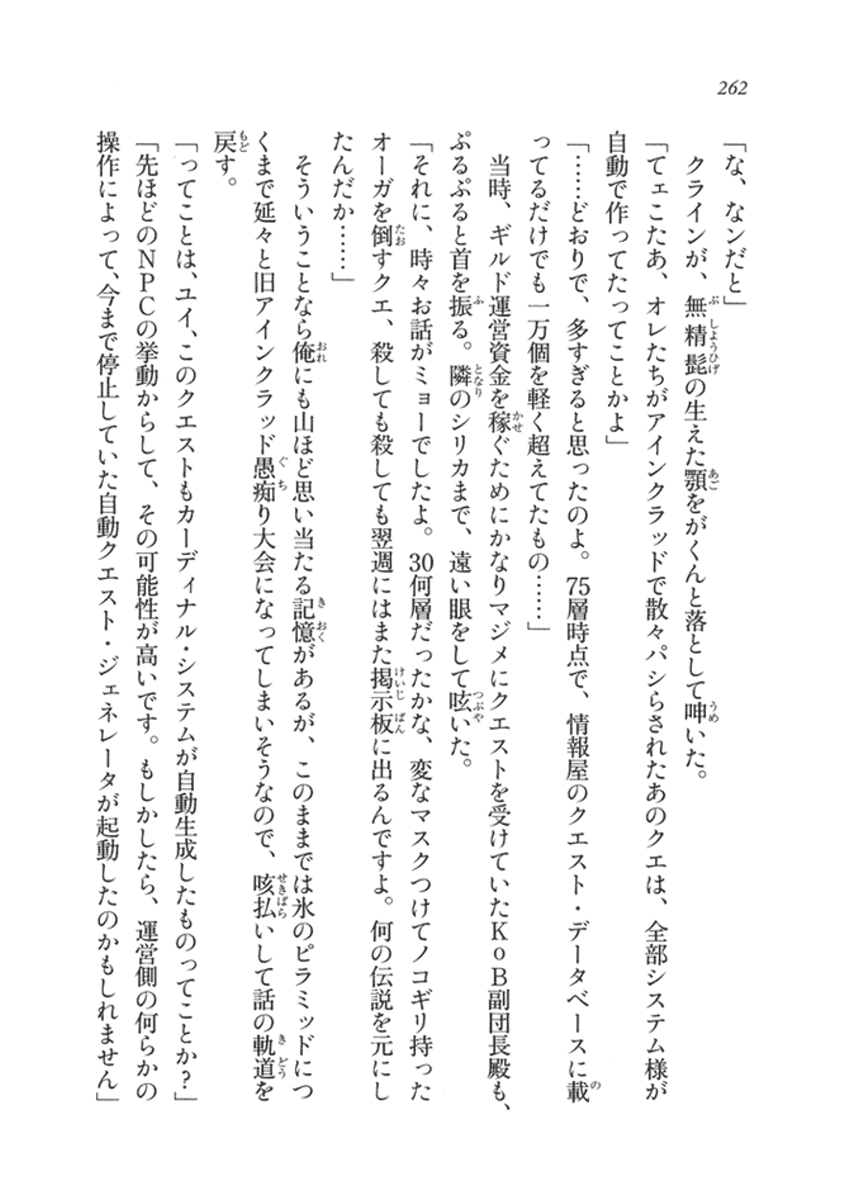 262
「な、なンだと」
　クラインが、無精髭の生えた顎をがくんと落として呻いた。
「てェこたあ、オレたちがアインクラッドで散々パシらされたあのクエは、全部システム様が
自動で作ってたってことかよ」
「……どおりで、多すぎると思ったのよ。75層時点で、情報屋のクエスト・データベースに載
ってるだけでも一万個を軽く超えてたもの……」
　当時、ギルド運営資金を稼ぐためにかなりマジメにクエストを受けていたKoB副団長殿も、
ぷるぷると首を振る。隣のシリカまで、遠い眼をして呟いた。
「それに、時々お話がミョーでしたよ。30何層だったかな、変なマスクつけてノコギリ持った
オーガを倒すクエ、殺しても殺しても翌週にはまた掲示板に出るんですよ。何の伝説を元にし
たんだか……」
　そういうことなら俺にも山ほど思い当たる記憶があるが、このままでは氷のピラミッドにつ
くまで延々と旧アインクラッド愚痴り大会になってしまいそうなので、咳払いして話の軌道を
戻す。
「ってことは、ユイ、このクエストもカーディナル・システムが自動生成したものってことか？」
「先ほどのNPCの挙動からして、その可能性が高いです。もしかしたら、運営側の何らかの
操作によって、今まで停止していた自動クエスト・ジェネレータが起動したのかもしれません」